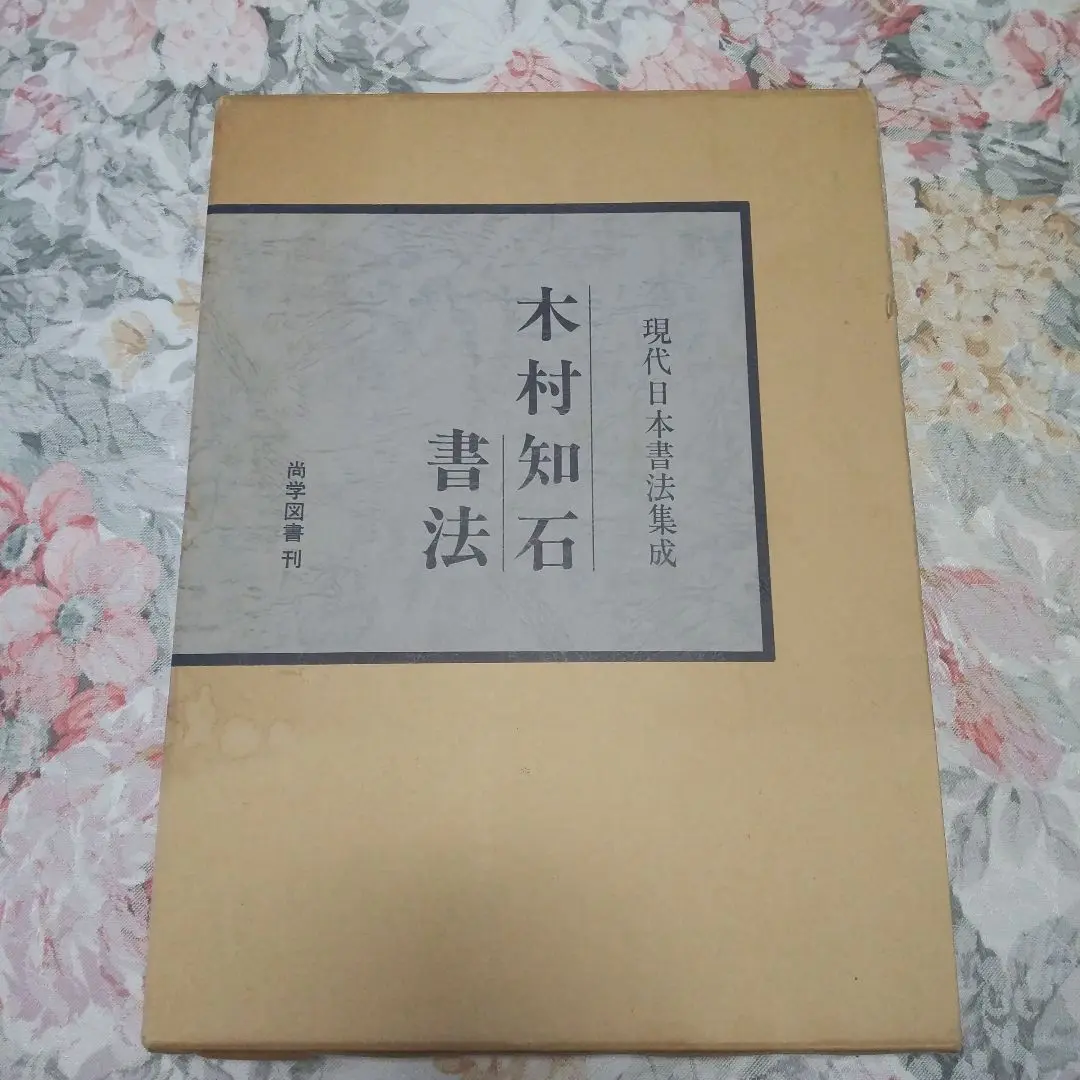 現代日本書法集成
木村知石
書法
尚学図書 刊